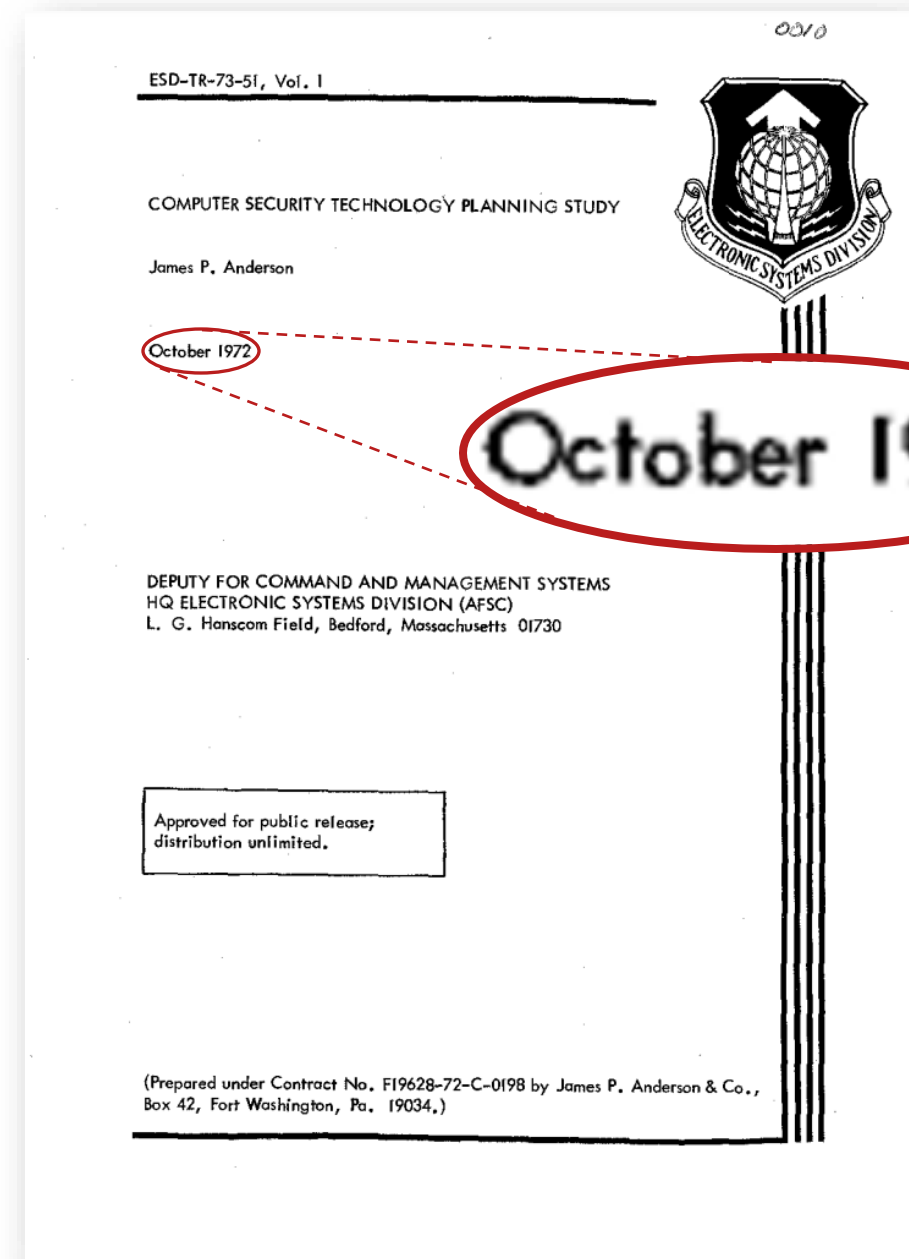 0010
ESD-TR-73-51, Vol. I
COMPUTER SECURITY TECHNOLOGY PLANNING STUDY
ELECTRONIC SYSTEMS DIVISION
James P. Anderson
October 1972
October 19
DEPUTY FOR COMMAND AND MANAGEMENT SYSTEMS
HQ ELECTRONIC SYSTEMS DIVISION (AFSC)
L. G. Hanscom Field, Bedford, Massachusetts 01730
Approved for public release;
distribution unlimited.
(Prepared under Contract No. F19628-72-C-0198 by James P. Anderson & Co.,
Box 42, Fort Washington, Pa. 19034.)